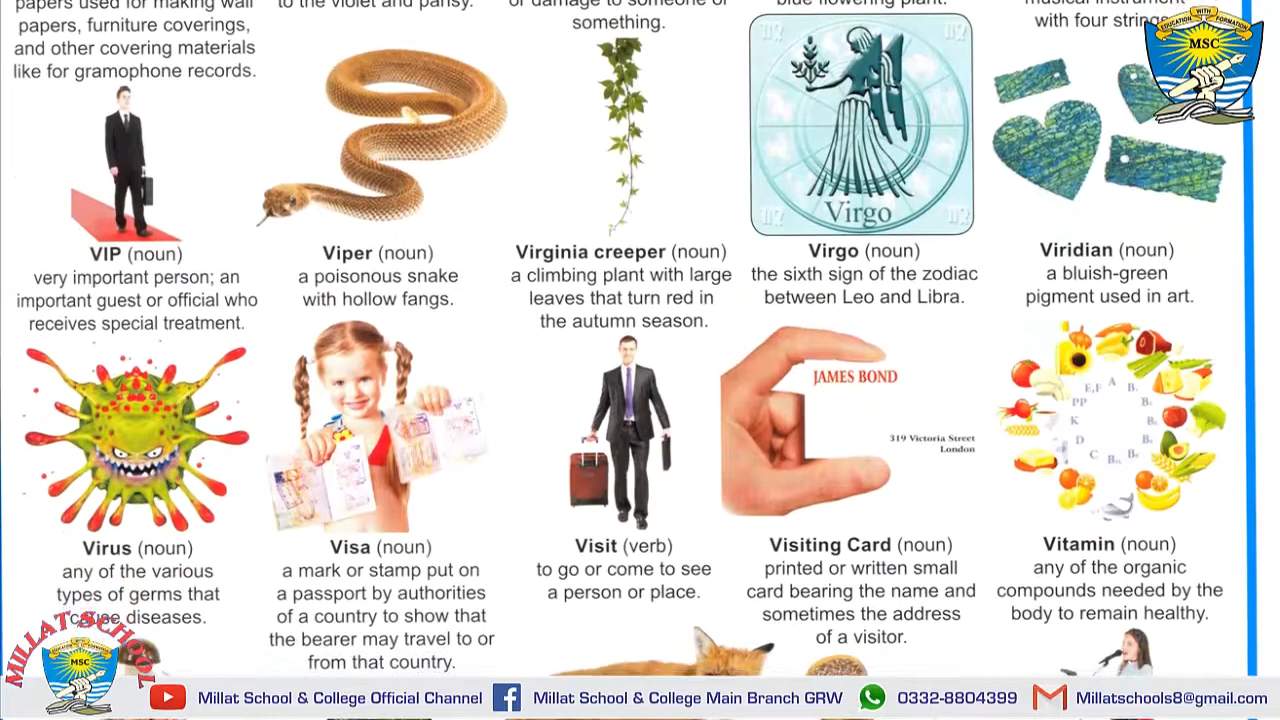 papers used for making wall
papers, furniture coverings,
and other covering materials
like for gramophone records.
to the violet and pansy.
or damage to someone or
something.
blue flowering plant.
musical instrument
with four strings
EDUCATION WITH FORMATION
MSC
Virgo
VIP (noun)
very important person; an
important guest or official who
receives special treatment.
Viper (noun)
a poisonous snake
with hollow fangs.
Virginia creeper (noun)
a climbing plant with large
leaves that turn red in
the autumn season.
Virgo (noun)
the sixth sign of the zodiac
between Leo and Libra.
Viridian (noun)
a bluish-green
pigment used in art.
JAMES BOND
319 Victoria Street
London
E,F A
PP
K
D
C
Virus (noun)
any of the various
types of germs that
cause diseases.
Visa (noun)
a mark or stamp put on
a passport by authorities
of a country to show that
the bearer may travel to or
from that country.
Visit (verb)
to go or come to see
a person or place.
Visiting Card (noun)
printed or written small
card bearing the name and
sometimes the address
of a visitor.
Vitamin (noun)
any of the organic
compounds needed by the
body to remain healthy.
MILLAT SCHOOL
MSC
Millat School & College Official Channel
Millat School & College Main Branch GRW
0332-8804399
Millatschools8@gmail.com